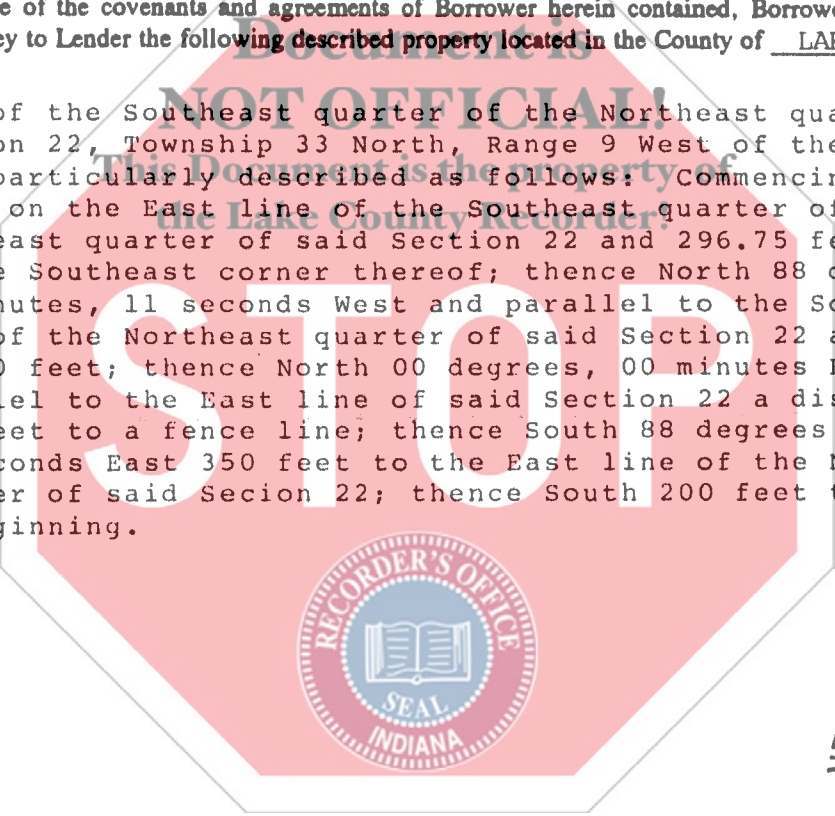 e of the covenants and agreements of Borrower herein contained, Borrowe
ey to Lender the following described property located in the County of LA
Document is
NOT OFFICIAL!
This Document is the property of
the Lake County Recorder!
of the Southeast quarter of the Northeast qua
on 22, Township 33 North, Range 9 West of the
particularly described as follows: Commencin
on the East line of the Southeast quarter of
east quarter of said Section 22 and 296.75 fe
e Southeast corner thereof; thence North 88 d
nutes, 11 seconds West and parallel to the So
of the Northeast quarter of said Section 22 a
0 feet; thence North 00 degrees, 00 minutes E
lel to the East line of said Section 22 a dis
eet to a fence line; thence South 88 degrees
conds East 350 feet to the East line of the N
er of said Secion 22; thence South 200 feet t
ginning.
STOP
RECORDER'S OFFICE
SEAL
INDIANA